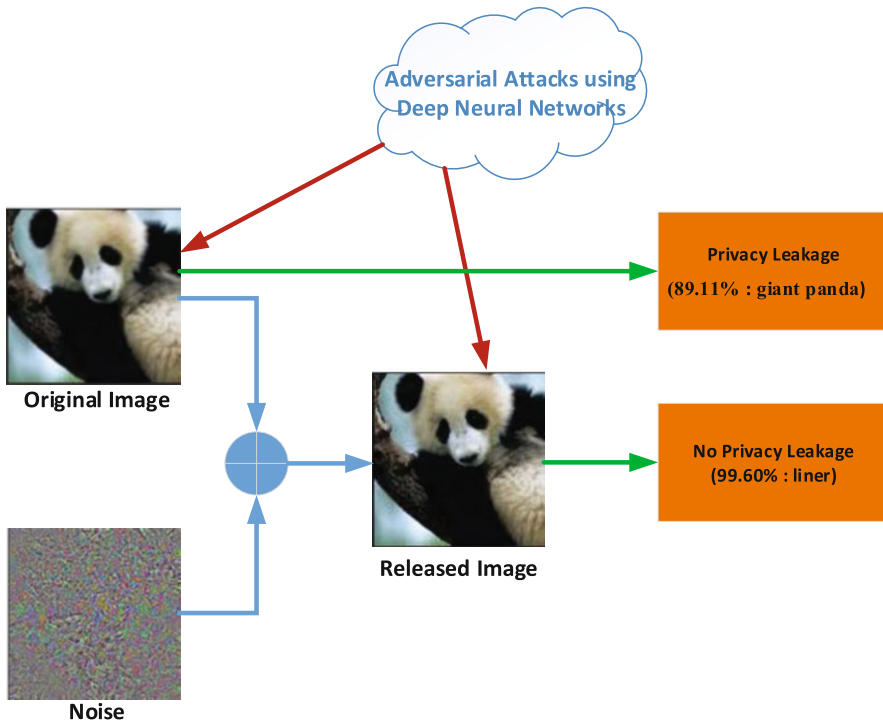 Adversarial Attacks using
Deep Neural Networks
Privacy Leakage
(89.11% : giant panda)
Original Image
No Privacy Leakage
(99.60% : liner)
Released Image
Noise